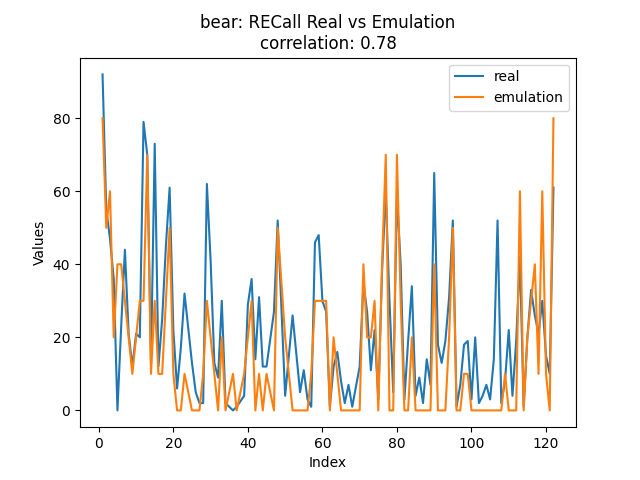 bear: RECall Real vs Emulation
correlation: 0.78
real
emulation
80
60
40
20
0
Values
0 20 40 60 80 100 120
Index